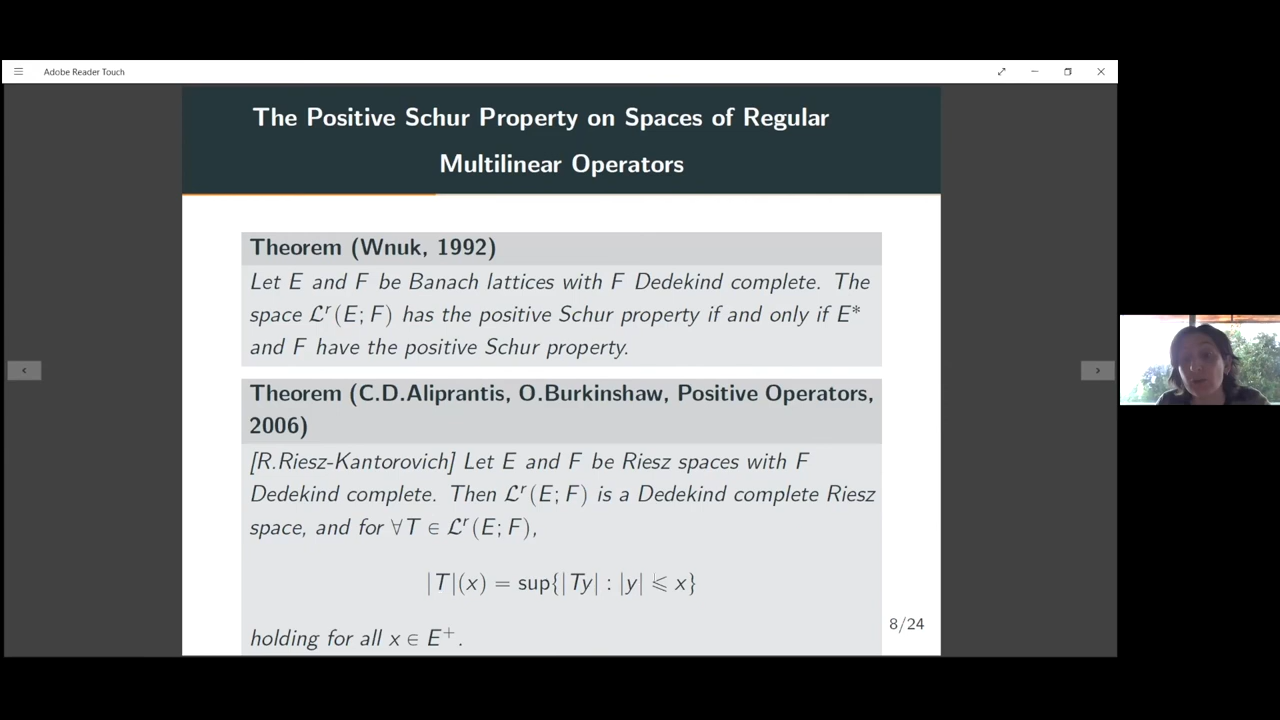 Adobe Reader Touch
The Positive Schur Property on Spaces of Regular
Multilinear Operators
Theorem (Wnuk, 1992)
Let E and F be Banach lattices with F Dedekind complete. The
space ℒʳ(E; F) has the positive Schur property if and only if E*
and F have the positive Schur property.
Theorem (C.D.Aliprantis, O.Burkinshaw, Positive Operators,
2006)
[R.Riesz-Kantorovich] Let E and F be Riesz spaces with F
Dedekind complete. Then ℒʳ(E; F) is a Dedekind complete Riesz
space, and for ∀ T ∈ ℒʳ(E; F),
|T|(x) = sup{|Ty| : |y| ⩽ x}
holding for all x ∈ E⁺.
8/24